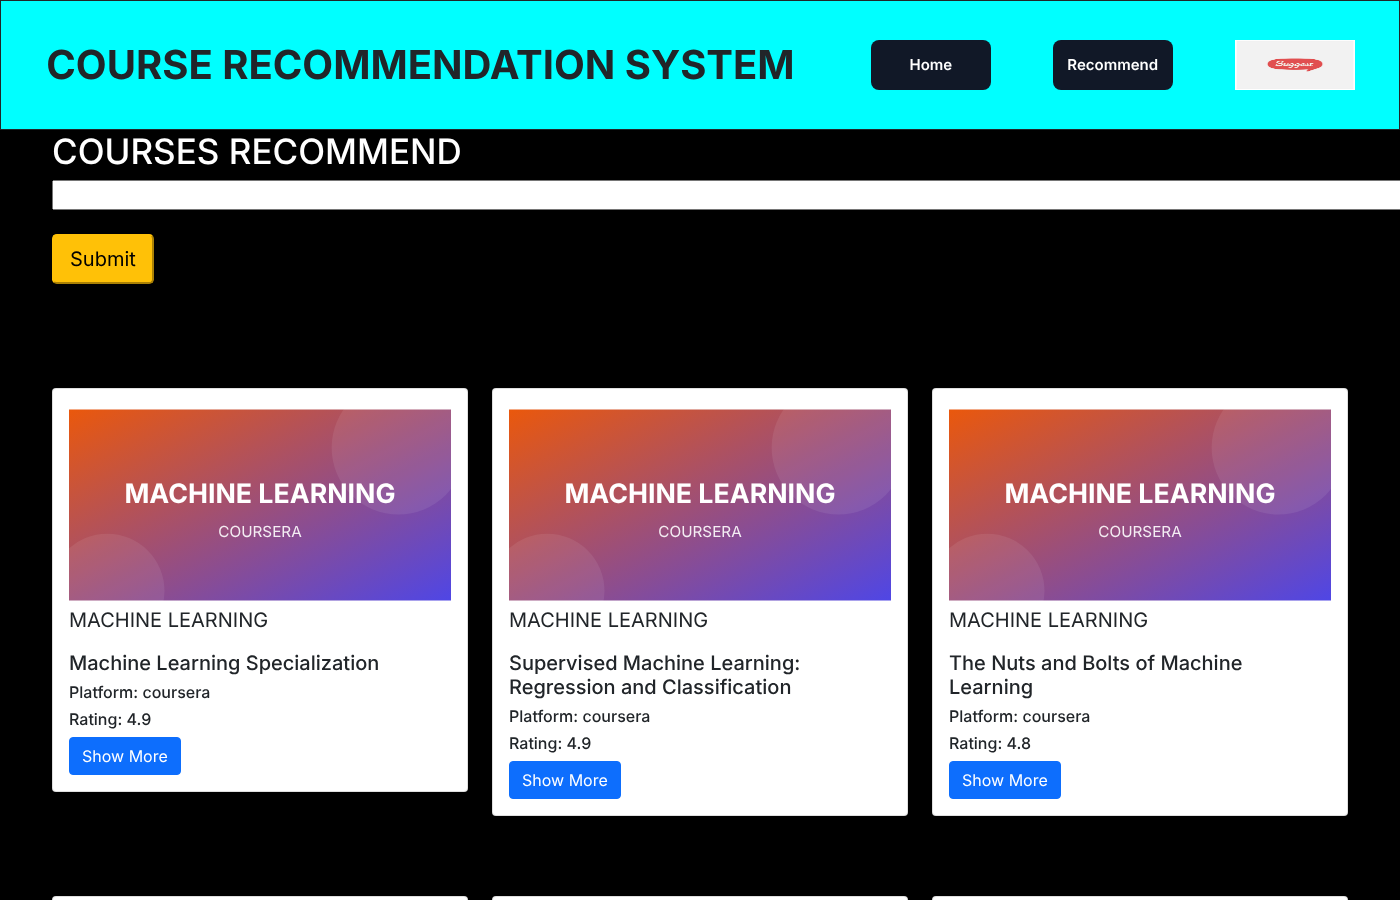 COURSE RECOMMENDATION SYSTEM
Home
Recommend
Suggest
COURSES RECOMMEND
Submit
MACHINE LEARNING
COURSERA
MACHINE LEARNING
Machine Learning Specialization
Platform: coursera
Rating: 4.9
Show More
MACHINE LEARNING
COURSERA
MACHINE LEARNING
Supervised Machine Learning:
Regression and Classification
Platform: coursera
Rating: 4.9
Show More
MACHINE LEARNING
COURSERA
MACHINE LEARNING
The Nuts and Bolts of Machine
Learning
Platform: coursera
Rating: 4.8
Show More